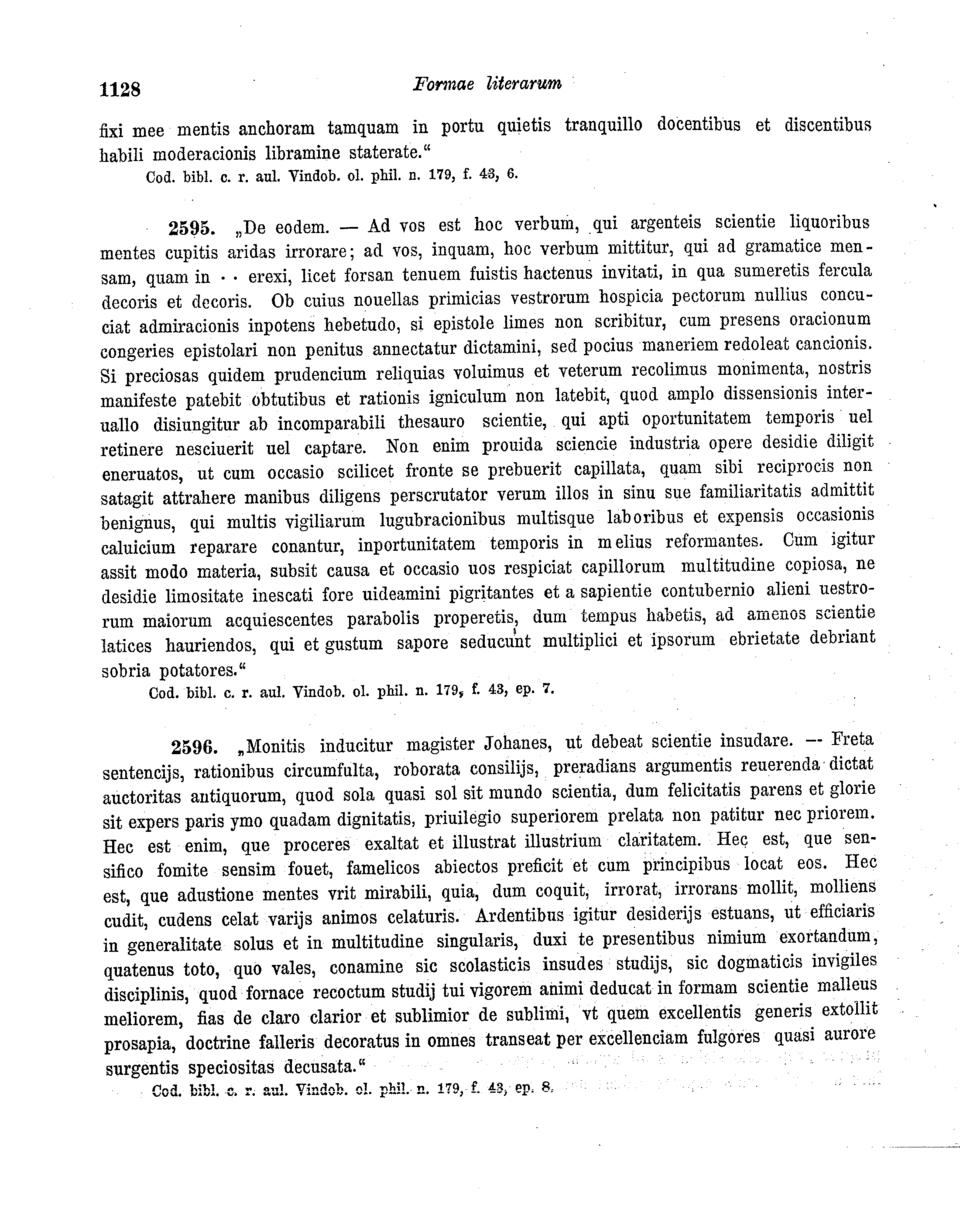 1128
Formae literarum
fixi mee mentis anchoram tamquam in portu quietis tranquillo docentibus et discentibus
habili moderacionis libramine staterate.“
Cod. bibl. c. r. aul. Vindob. ol. phil. n. 179, f. 43, 6.
2595. „De eodem. — Ad vos est hoc verbum, qui argenteis scientie liquoribus
mentes cupitis aridas irrorare; ad vos, inquam, hoc verbum mittitur, qui ad gramatice men-
sam, quam in · · erexi, licet forsan tenuem fuistis hactenus invitati, in qua sumeretis fercula
decoris et decoris. Ob cuius nouellas primicias vestrorum hospicia pectorum nullius concu-
ciat admiracionis inpotens hebetudo, si epistole limes non scribitur, cum presens oracionum
congeries epistolari non penitus annectatur dictamini, sed pocius maneriem redoleat cancionis.
Si preciosas quidem prudencium reliquias voluimus et veterum recolimus monimenta, nostris
manifeste patebit obtutibus et rationis igniculum non latebit, quod amplo dissensionis inter-
uallo disiungitur ab incomparabili thesauro scientie, qui apti oportunitatem temporis uel
retinere nesciuerit uel captare. Non enim prouida sciencie industria opere desidie diligit
eneruatos, ut cum occasio scilicet fronte se prebuerit capillata, quam sibi reciprocis non
satagit attrahere manibus diligens perscrutator verum illos in sinu sue familiaritatis admittit
benignus, qui multis vigiliarum lugubracionibus multisque laboribus et expensis occasionis
caluicium reparare conantur, inportunitatem temporis in melius reformantes. Cum igitur
assit modo materia, subsit causa et occasio uos respiciat capillorum multitudine copiosa, ne
desidie limositate inescati fore uideamini pigritantes et a sapientie contubernio alieni uestro-
rum maiorum acquiescentes parabolis properetis, dum tempus habetis, ad amenos scientie
latices hauriendos, qui et gustum sapore seducunt multiplici et ipsorum ebrietate debriant
sobria potatores.“
Cod. bibl. c. r. aul. Vindob. ol. phil. n. 179, f. 43, ep. 7.
2596. „Monitis inducitur magister Johanes, ut debeat scientie insudare. — Freta
sentencijs, rationibus circumfulta, roborata consilijs, preradians argumentis reuerenda dictat
auctoritas antiquorum, quod sola quasi sol sit mundo scientia, dum felicitatis parens et glorie
sit expers paris ymo quadam dignitatis, priuilegio superiorem prelata non patitur nec priorem.
Hec est enim, que proceres exaltat et illustrat illustrium claritatem. Hec est, que sen-
sifico fomite sensim fouet, famelicos abiectos preficit et cum principibus locat eos. Hec
est, que adustione mentes vrit mirabili, quia, dum coquit, irrorat, irrorans mollit, molliens
cudit, cudens celat varijs animos celaturis. Ardentibus igitur desiderijs estuans, ut efficiaris
in generalitate solus et in multitudine singularis, duxi te presentibus nimium exortandum,
quatenus toto, quo vales, conamine sic scolasticis insudes studijs, sic dogmaticis invigiles
disciplinis, quod fornace recoctum studij tui vigorem animi deducat in formam scientie malleus
meliorem, fias de claro clarior et sublimior de sublimi, vt quem excellentis generis extollit
prosapia, doctrine falleris decoratus in omnes transeat per excellenciam fulgores quasi aurore
surgentis speciositas decusata.“
Cod. bibl. c. r. aul. Vindob. ol. phil. n. 179, f. 43, ep. 8.